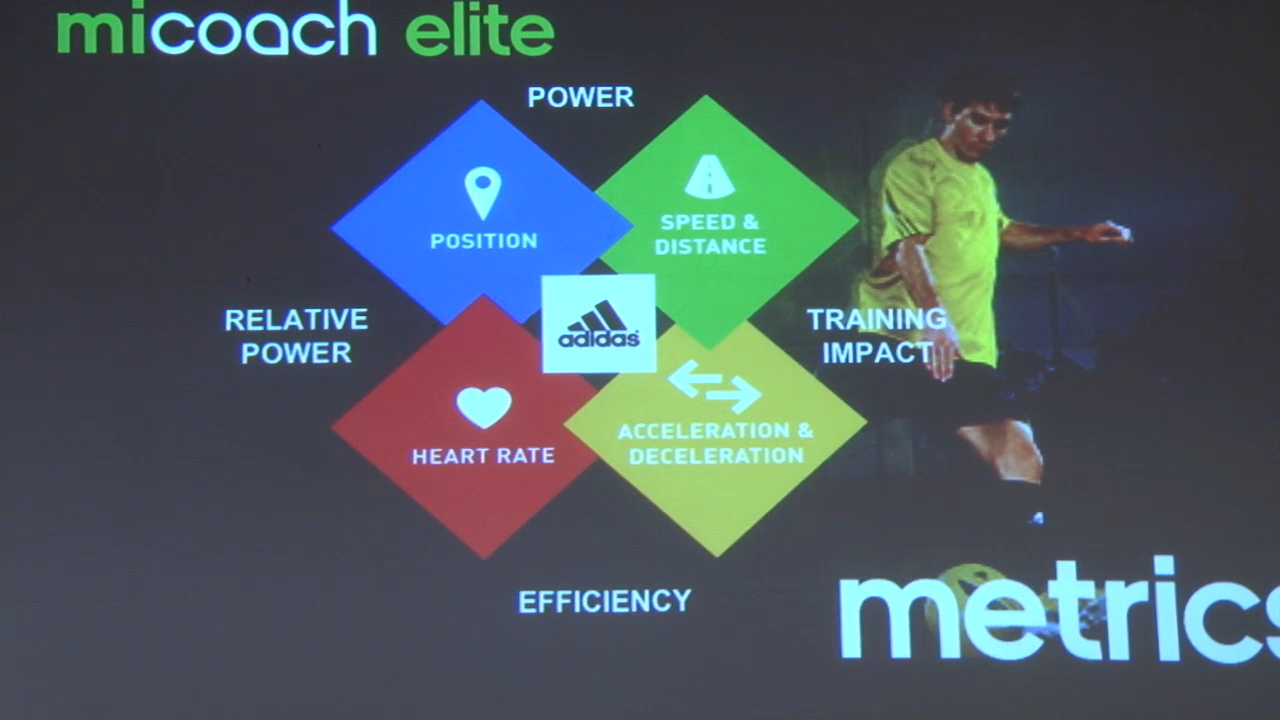 micoach elite
POWER
POSITION
SPEED &
DISTANCE
RELATIVE
POWER
adidas
TRAINING
IMPACT
HEART RATE
ACCELERATION &
DECELERATION
EFFICIENCY
metrics